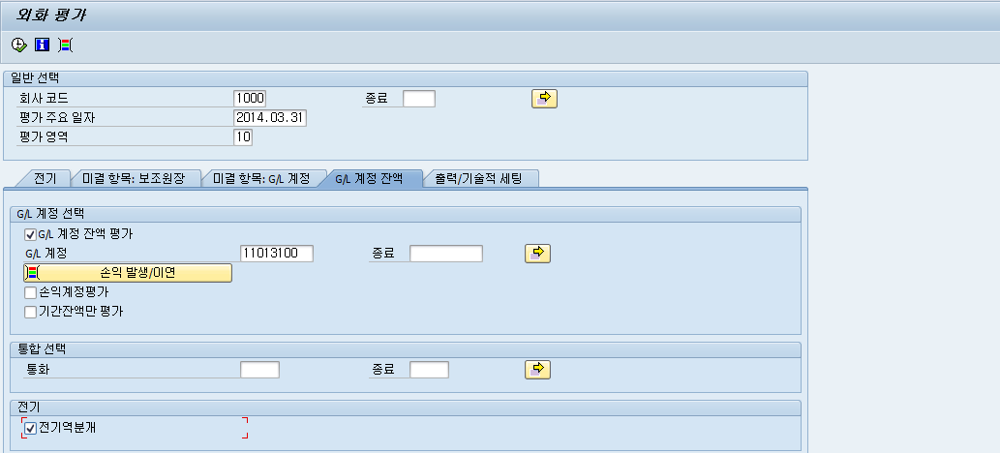 외화 평가
일반 선택
회사 코드 1000 종료
평가 주요 일자 2014.03.31
평가 영역 10
전기 미결 항목: 보조원장 미결 항목: G/L 계정 G/L 계정 잔액 출력/기술적 세팅
G/L 계정 선택
G/L 계정 잔액 평가
G/L 계정 11013100 종료
손익 발생/이연
손익계정평가
기간잔액만 평가
통합 선택
통화 종료
전기
전기역분개